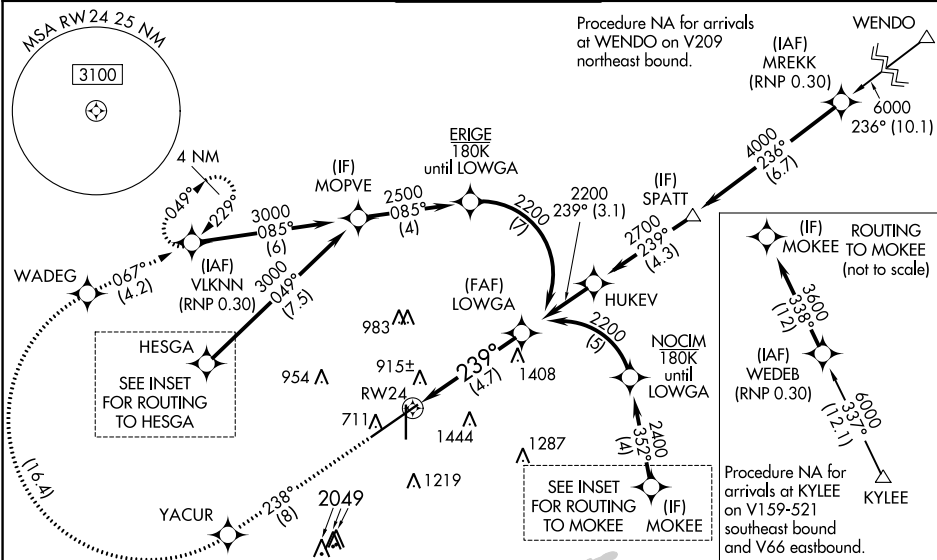 MSA RW24 25 NM
3100
Procedure NA for arrivals
at WENDO on V209
northeast bound.
WENDO
(IAF)
MREKK
(RNP 0.30)
6000
236° (10.1)
4000
236°
(6.7)
ERIGE
180K
until LOWGA
4 NM
049°
229°
(IF)
MOPVE
2500
085°
(4)
3000
085°
(6)
2200
(7)
2200
239° (3.1)
(IF)
SPATT
2700
239°
(4.3)
WADEG
067°
(4.2)
(IAF)
VLKNN
(RNP 0.30)
3000
049°
(7.5)
(FAF)
LOWGA
HUKEV
(IF)
MOKEE
ROUTING
TO MOKEE
(not to scale)
3600
338°
(12)
983
HESGA
SEE INSET
FOR ROUTING
TO HESGA
954
915±
RW24
711
239°
(4.7)
1408
2200
(5)
NOCIM
180K
until
LOWGA
(IAF)
WEDEB
(RNP 0.30)
6000
337°
(12.1)
1444
1287
2400
352°
(4)
1219
(16.4)
YACUR
238°
(8)
2049
SEE INSET
FOR ROUTING
TO MOKEE
(IF)
MOKEE
Procedure NA for
arrivals at KYLEE
on V159-521
southeast bound
and V66 eastbound.
KYLEE